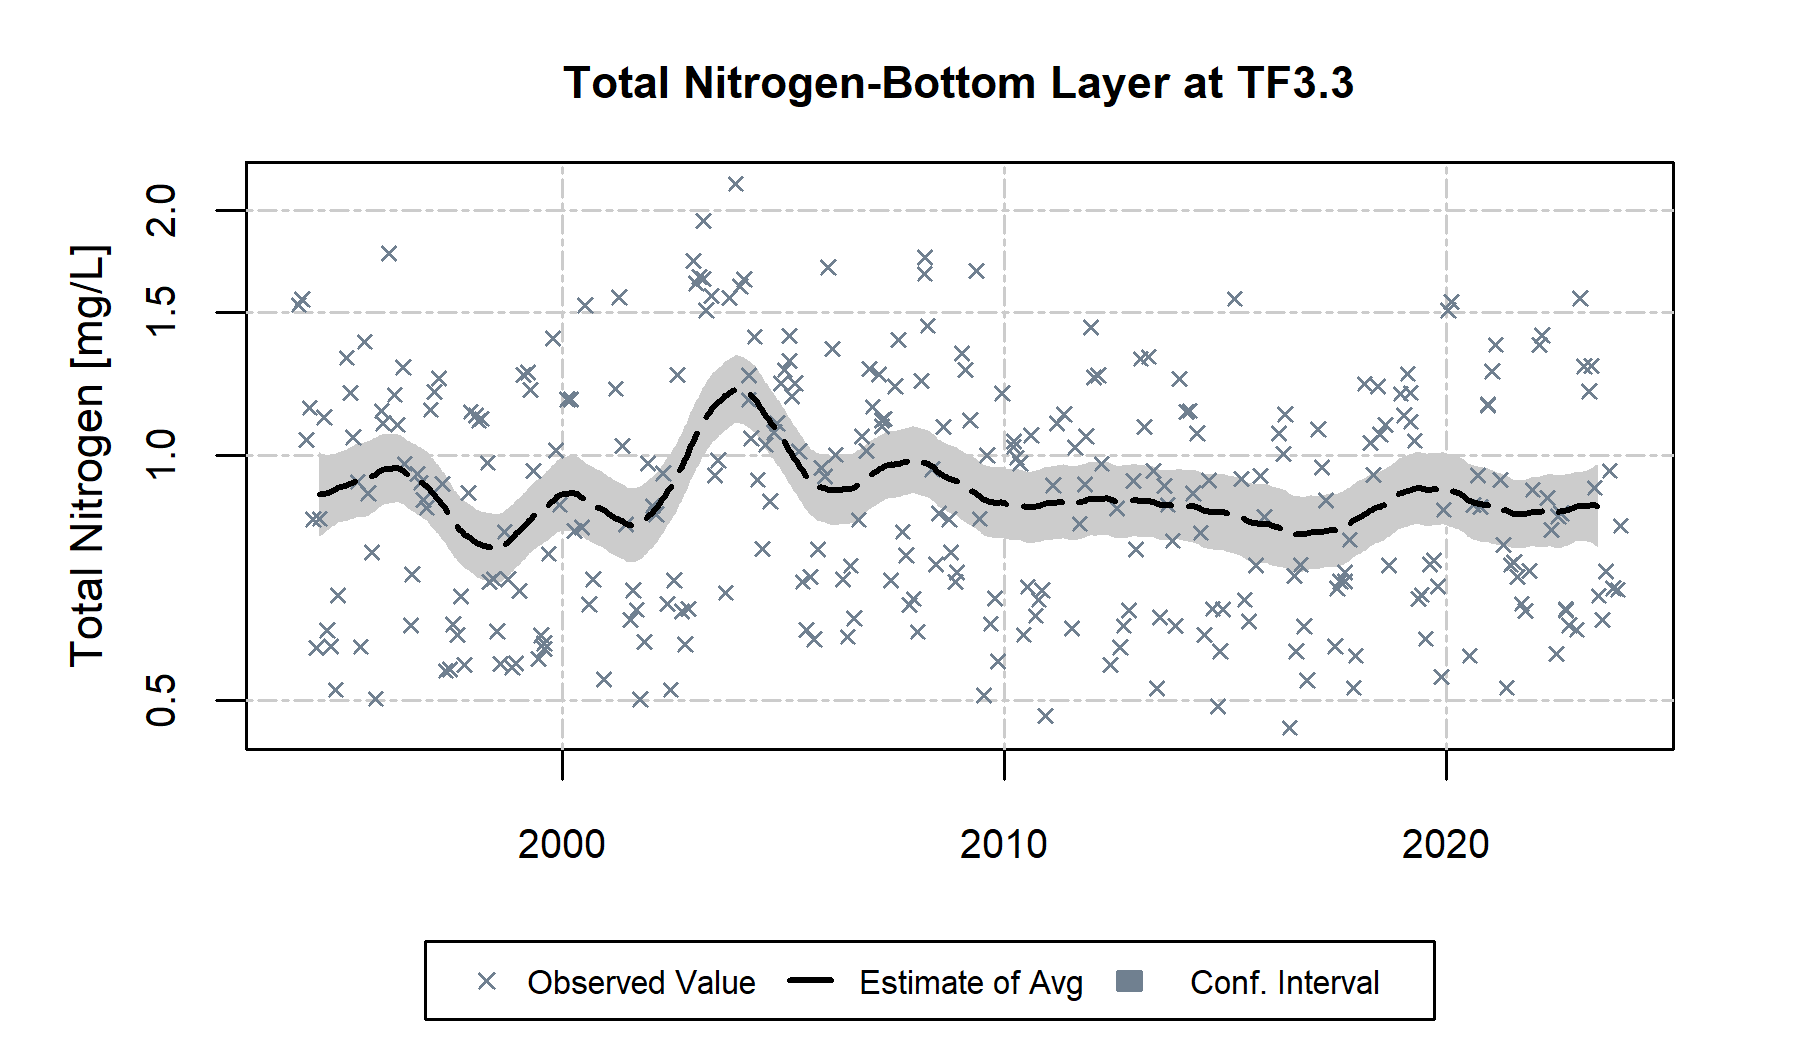 Total Nitrogen-Bottom Layer at TF3.3
Total Nitrogen [mg/L]
2.0
1.5
1.0
0.5
2000
2010
2020
Observed Value
Estimate of Avg
Conf. Interval